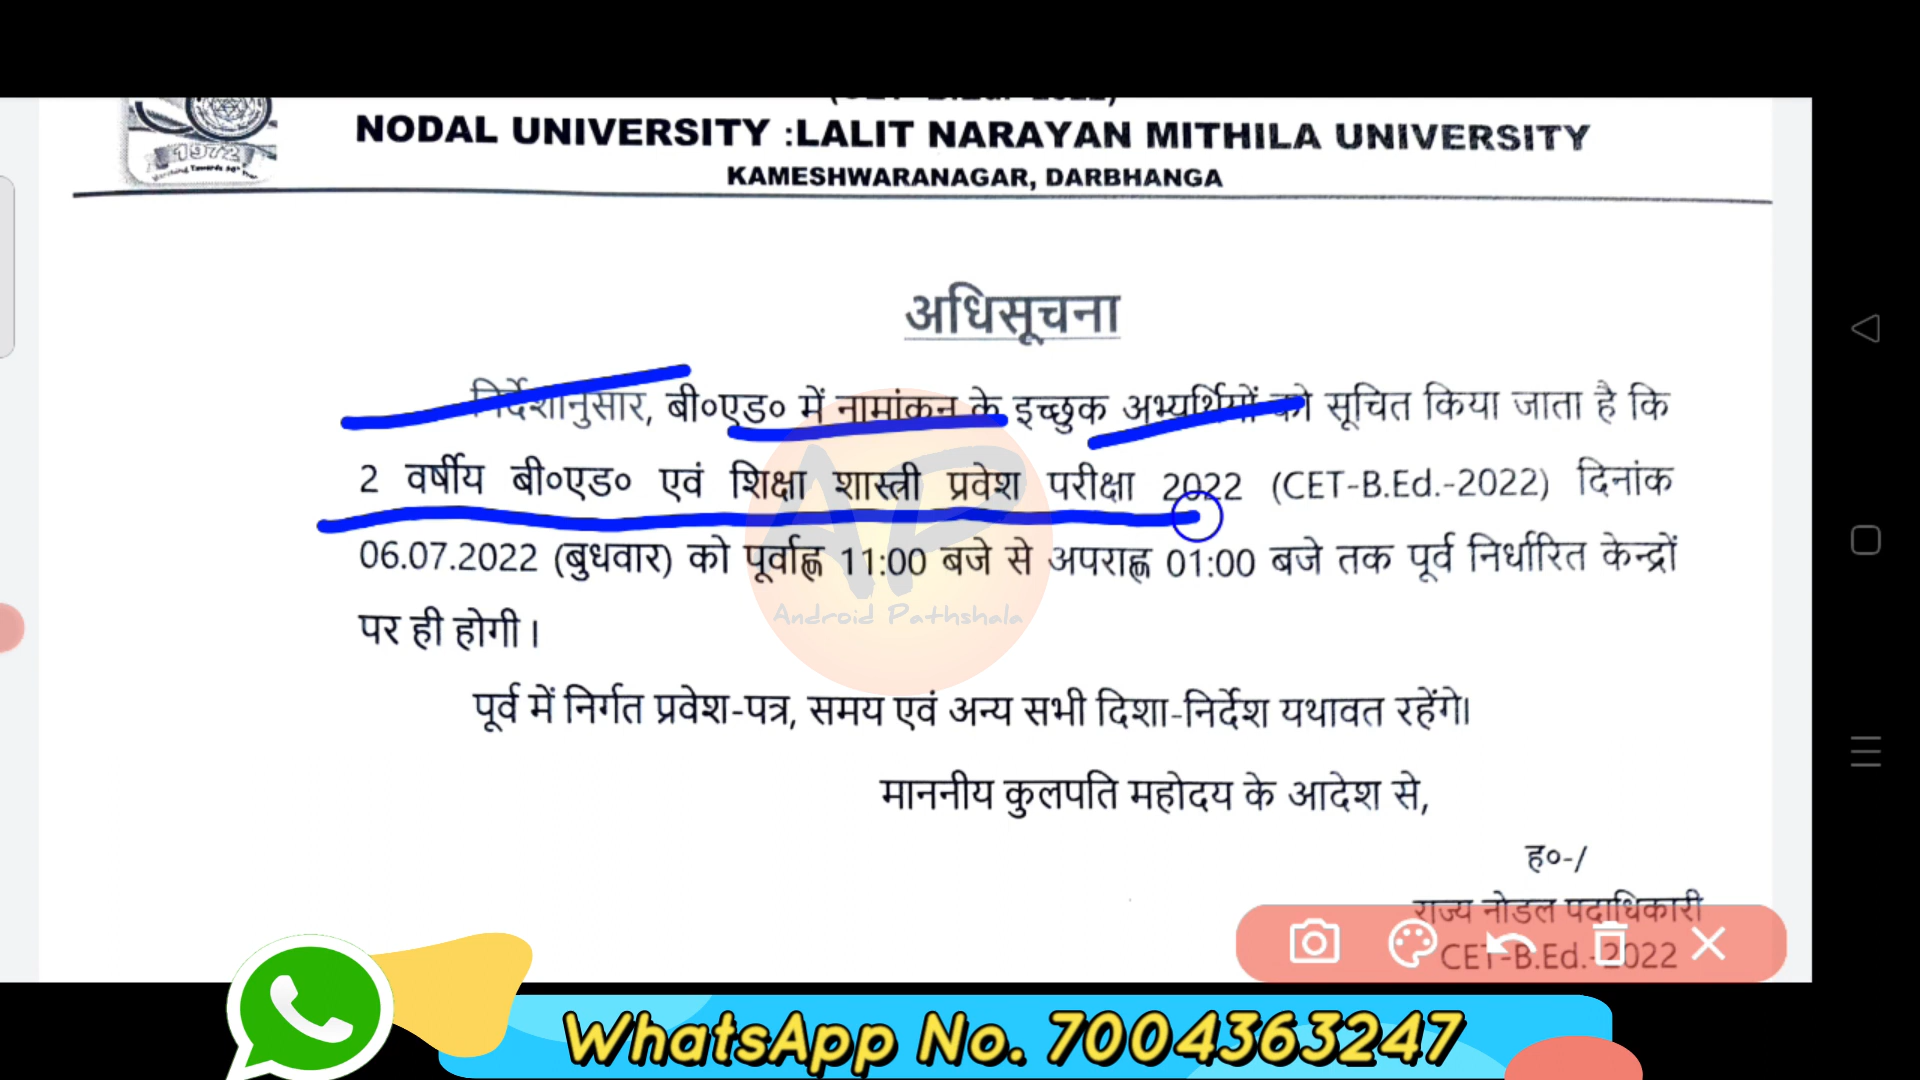 NODAL UNIVERSITY :LALIT NARAYAN MITHILA UNIVERSITY
KAMESHWARANAGAR, DARBHANGA
1972
अधिसूचना
निर्देशानुसार, बी०एड० में नामांकन के इच्छुक अभ्यर्थियों को सूचित किया जाता है कि
2 वर्षीय बी०एड० एवं शिक्षा शास्त्री प्रवेश परीक्षा 2022 (CET-B.Ed.-2022) दिनांक
06.07.2022 (बुधवार) को पूर्वाह्न 11:00 बजे से अपराह्न 01:00 बजे तक पूर्व निर्धारित केन्द्रों
पर ही होगी।
AP
Android Pathshala
पूर्व में निर्गत प्रवेश-पत्र, समय एवं अन्य सभी दिशा-निर्देश यथावत रहेंगे।
माननीय कुलपति महोदय के आदेश से,
ह०-/
राज्य नोडल पदाधिकारी
CET-B.Ed.-2022
WhatsApp No. 7004363247